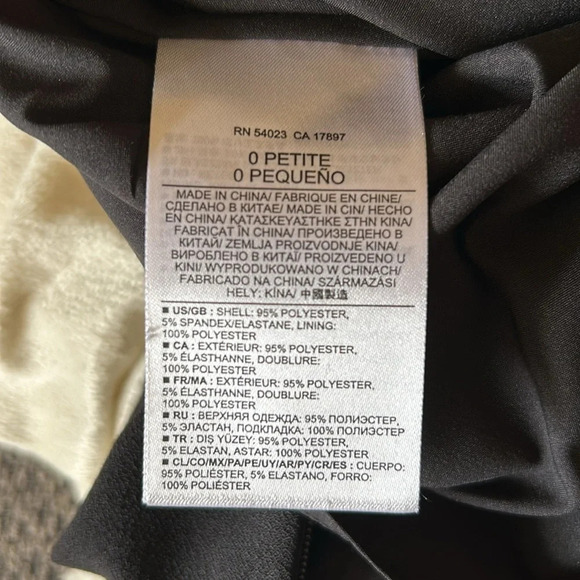 RN 54023 CA 17897
0 PETITE
0 PEQUEÑO
MADE IN CHINA/ FABRIQUE EN CHINE/
СДЕЛАНО В КИТАЕ/ MADE IN CIN/ HECHO
EN CHINA/ ΚΑΤΑΣΚΕΥΑΣΤΗΚΕ ΣΤΗΝ ΚΙΝΑ/
FABRICAT ÎN CHINA/ ПРОИЗВЕДЕНО В
КИТАЙ/ ZEMLJA PROIZVODNJE KINA/
ВИРОБЛЕНО В КИТАЇ/ PROIZVEDENO U
KINI/ WYPRODUKOWANO W CHINACH/
FABRICADO NA CHINA/ SZÁRMAZÁSI
HELY: KÍNA/ 中國製造
■ US/GB : SHELL: 95% POLYESTER,
5% SPANDEX/ELASTANE, LINING:
100% POLYESTER
■ CA : EXTÉRIEUR: 95% POLYESTER,
5% ÉLASTHANNE, DOUBLURE:
100% POLYESTER
■ FR/MA : EXTÉRIEUR: 95% POLYESTER,
5% ÉLASTHANNE, DOUBLURE:
100% POLYESTER
■ RU : ВЕРХНЯЯ ОДЕЖДА: 95% ПОЛИЭСТЕР,
5% ЭЛАСТАН, ПОДКЛАДКА: 100% ПОЛИЭСТЕР
■ TR : DIŞ YÜZEY: 95% POLYESTER,
5% ELASTAN, ASTAR: 100% POLYESTER
■ CL/CO/MX/PA/PE/UY/AR/PY/CR/ES : CUERPO:
95% POLIÉSTER, 5% ELASTANO, FORRO:
100% POLIÉSTER